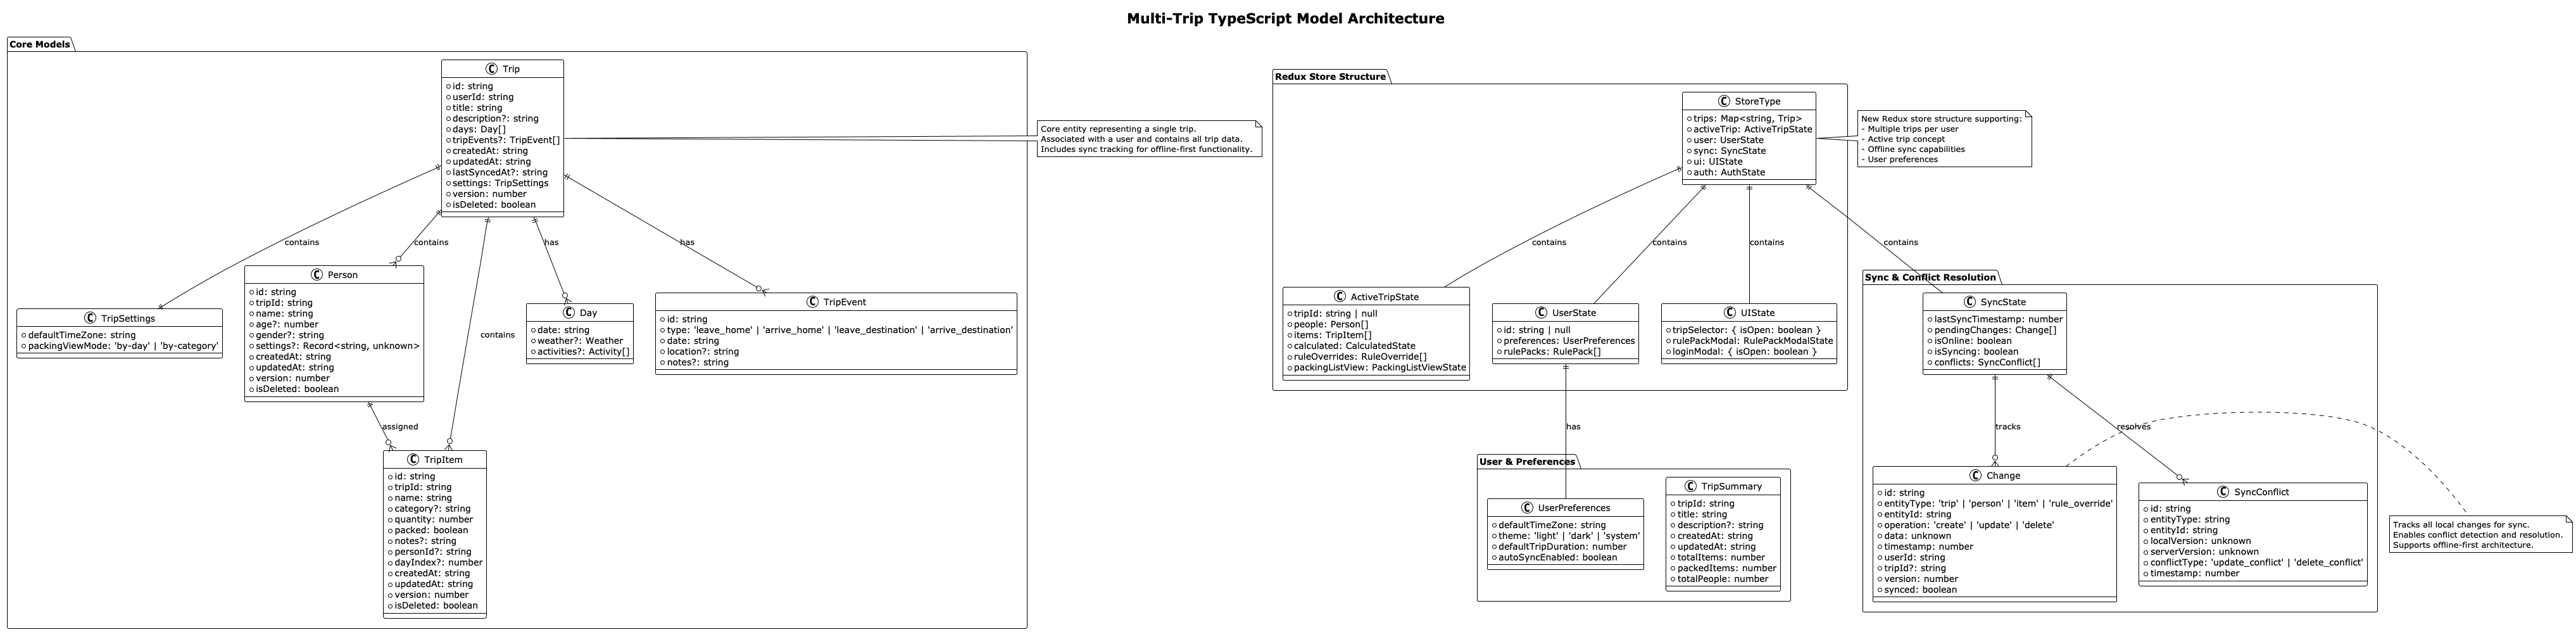 Multi-Trip TypeScript Model Architecture
Core Models
Trip
id: string
userId: string
title: string
description?: string
days: Day[]
tripEvents?: TripEvent[]
createdAt: string
updatedAt: string
lastSyncedAt?: string
settings: TripSettings
version: number
isDeleted: boolean
Core entity representing a single trip.
Associated with a user and contains all trip data.
Includes sync tracking for offline-first functionality.
contains
contains
contains
has
has
TripSettings
defaultTimeZone: string
packingViewMode: 'by-day' | 'by-category'
Person
id: string
tripId: string
name: string
age?: number
gender?: string
settings?: Record<string, unknown>
createdAt: string
updatedAt: string
version: number
isDeleted: boolean
Day
date: string
weather?: Weather
activities?: Activity[]
TripEvent
id: string
type: 'leave_home' | 'arrive_home' | 'leave_destination' | 'arrive_destination'
date: string
location?: string
notes?: string
assigned
TripItem
id: string
tripId: string
name: string
category?: string
quantity: number
packed: boolean
notes?: string
personId?: string
dayIndex?: number
createdAt: string
updatedAt: string
version: number
isDeleted: boolean
Redux Store Structure
StoreType
trips: Map<string, Trip>
activeTrip: ActiveTripState
user: UserState
sync: SyncState
ui: UIState
auth: AuthState
New Redux store structure supporting:
- Multiple trips per user
- Active trip concept
- Offline sync capabilities
- User preferences
contains
contains
contains
contains
ActiveTripState
tripId: string | null
people: Person[]
items: TripItem[]
calculated: CalculatedState
ruleOverrides: RuleOverride[]
packingListView: PackingListViewState
UserState
id: string | null
preferences: UserPreferences
rulePacks: RulePack[]
UIState
tripSelector: { isOpen: boolean }
rulePackModal: RulePackModalState
loginModal: { isOpen: boolean }
has
User & Preferences
UserPreferences
defaultTimeZone: string
theme: 'light' | 'dark' | 'system'
defaultTripDuration: number
autoSyncEnabled: boolean
TripSummary
tripId: string
title: string
description?: string
createdAt: string
updatedAt: string
totalItems: number
packedItems: number
totalPeople: number
Sync & Conflict Resolution
SyncState
lastSyncTimestamp: number
pendingChanges: Change[]
isOnline: boolean
isSyncing: boolean
conflicts: SyncConflict[]
tracks
resolves
Change
id: string
entityType: 'trip' | 'person' | 'item' | 'rule_override'
entityId: string
operation: 'create' | 'update' | 'delete'
data: unknown
timestamp: number
userId: string
tripId?: string
version: number
synced: boolean
SyncConflict
id: string
entityType: string
entityId: string
localVersion: unknown
serverVersion: unknown
conflictType: 'update_conflict' | 'delete_conflict'
timestamp: number
Tracks all local changes for sync.
Enables conflict detection and resolution.
Supports offline-first architecture.